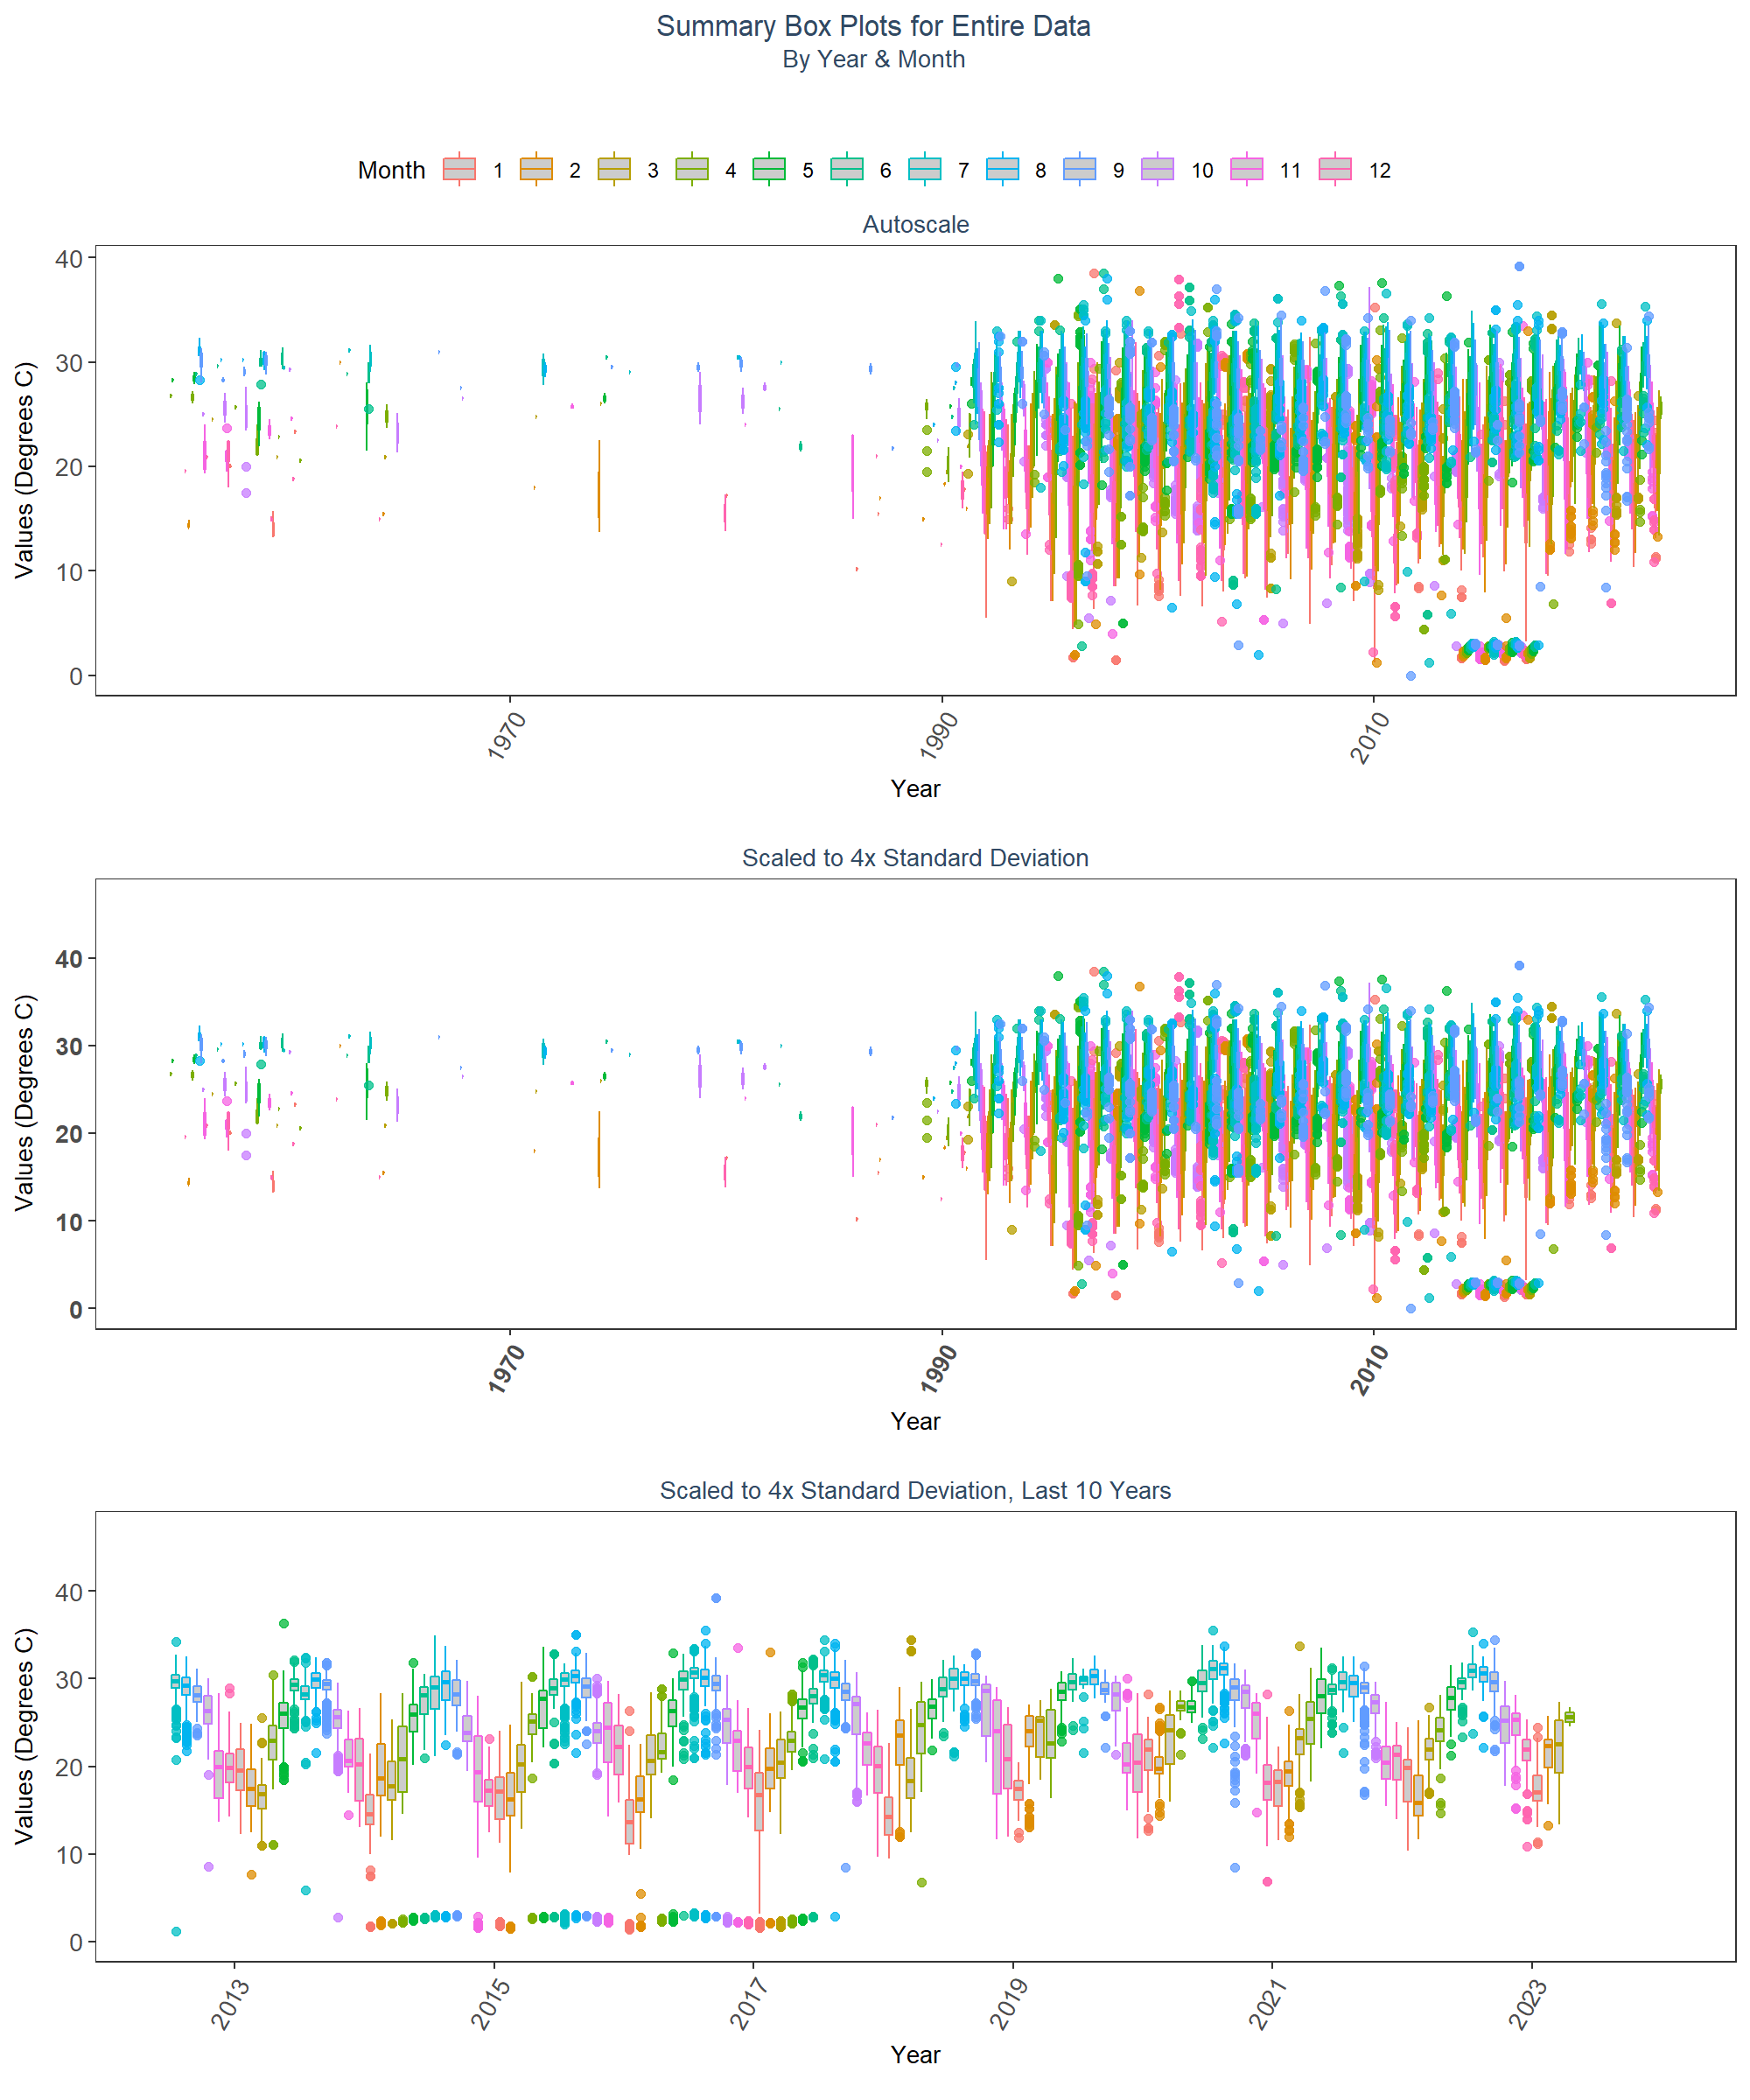 Summary Box Plots for Entire Data
By Year & Month
Month 1 2 3 4 5 6 7 8 9 10 11 12
Autoscale
Values (Degrees C)
40
30
20
10
0
1970 1990 2010
Year
Scaled to 4x Standard Deviation
Values (Degrees C)
40
30
20
10
0
1970 1990 2010
Year
Scaled to 4x Standard Deviation, Last 10 Years
Values (Degrees C)
40
30
20
10
0
2013 2015 2017 2019 2021 2023
Year